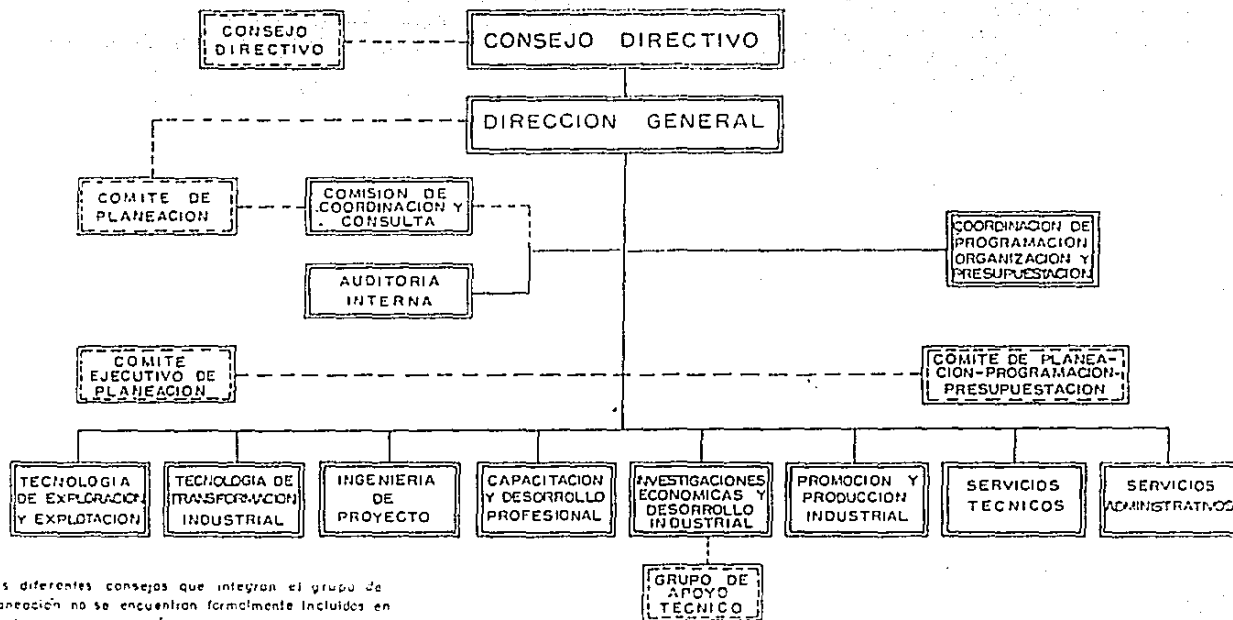 CONSEJO
DIRECTIVO
CONSEJO DIRECTIVO
DIRECCION GENERAL
COMITE DE
PLANEACION
COMISION DE
COORDINACION Y
CONSULTA
AUDITORIA
INTERNA
COORDINACION DE
PROGRAMACION
ORGANIZACION Y
PRESUPUESTACION
COMITE
EJECUTIVO DE
PLANEACION
COMITE DE PLANEA-
CION-PROGRAMACION-
PRESUPUESTACION
TECNOLOGIA
DE EXPLORACION
Y EXPLOTACION
TECNOLOGIA DE
TRANSFORMACION
INDUSTRIAL
INGENIERIA
DE
PROYECTO
CAPACITACION
Y DESORROLLO
PROFESIONAL
INVESTIGACIONES
ECONOMICAS Y
DESORROLLO
INDUSTRIAL
PROMOCION Y
PRODUCCION
INDUSTRIAL
SERVICIOS
TECNICOS
SERVICIOS
ADMINISTRATIVOS
GRUPO DE
APOYO
TECNICO
s diferentes consejos que integran el grupo de
aneación no se encuentran formalmente incluidos en